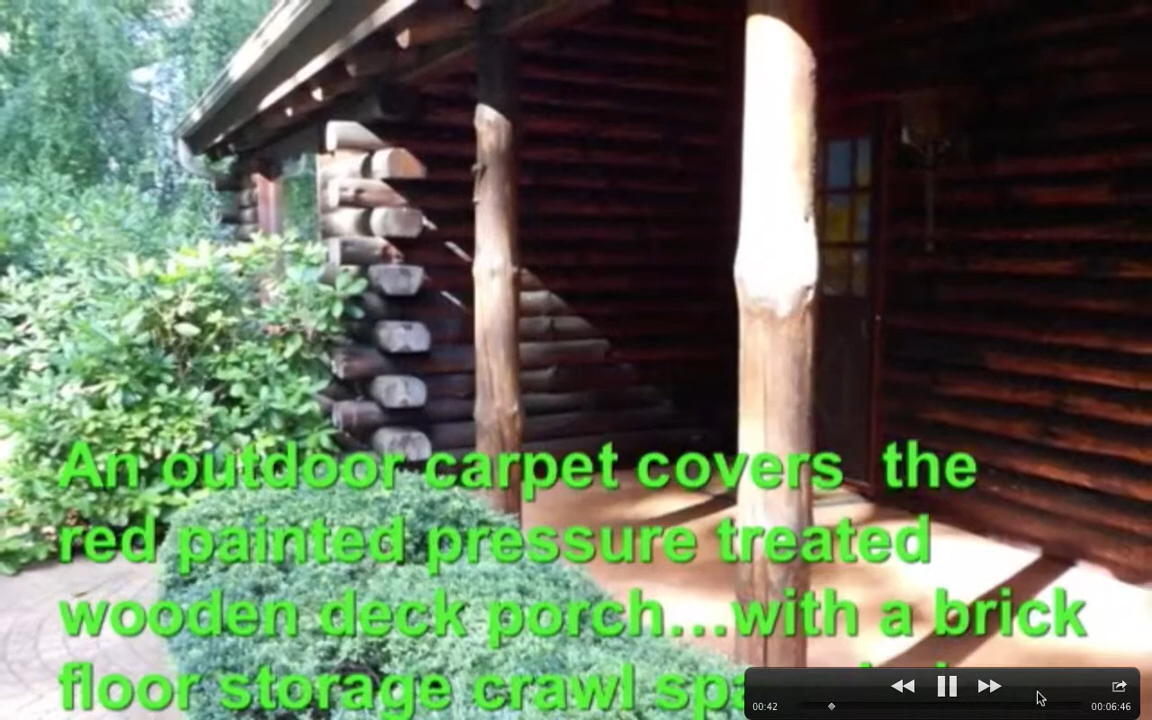 An outdoor carpet covers the
red painted pressure treated
wooden deck porch...with a brick
floor storage crawl
00:42
00:06:46